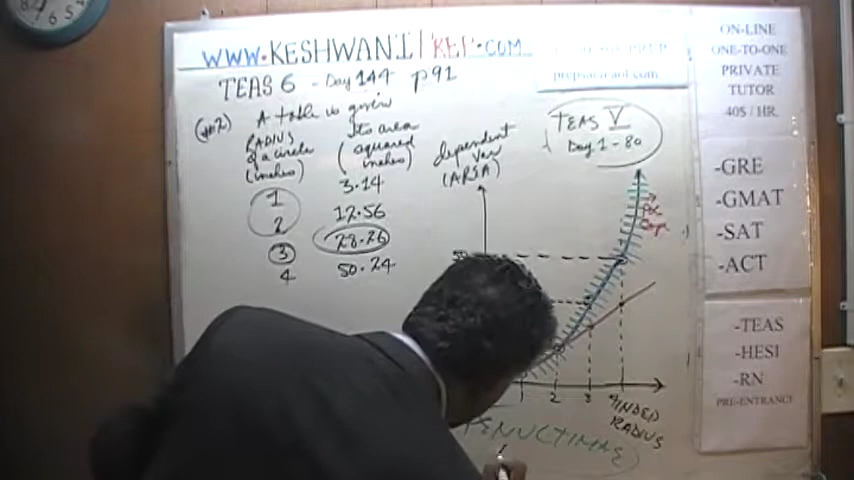 WWW.KESHWANI PREP.COM
TEAS 6 - Day 144 p91
(#2) A table is given
RADIUS
of a circle
(inches)
Its area
(squared
inches)
1 3.14
2 12.56
3 28.26
4 50.24
dependent
Var
(AREA)
TEAS V
Day 1-80
1 2 3 4
INDEP
RADIUS
ON-LINE
ONE-TO-ONE
PRIVATE
TUTOR
40$ / HR.
-GRE
-GMAT
-SAT
-ACT
-TEAS
-HESI
-RN
PRE-ENTRANCE